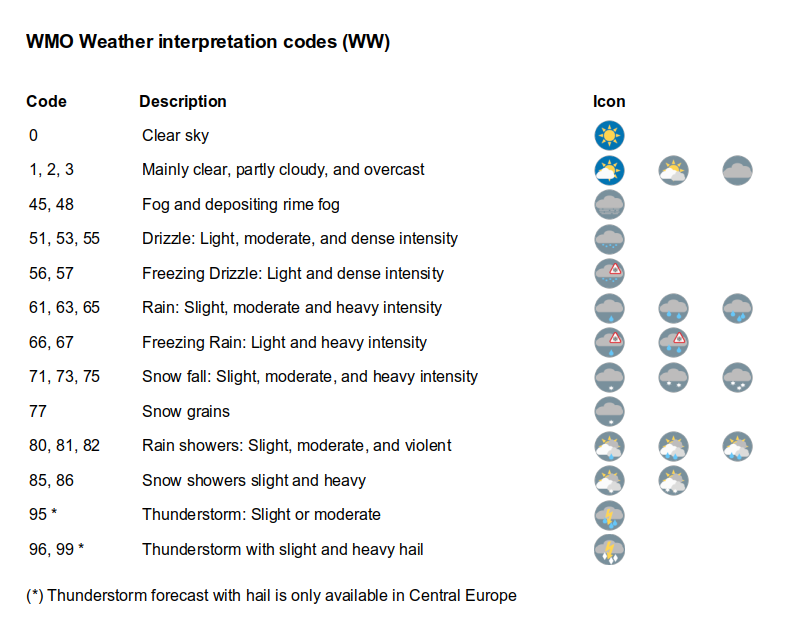 WMO Weather interpretation codes (WW)
Code Description Icon
0 Clear sky
1, 2, 3 Mainly clear, partly cloudy, and overcast
45, 48 Fog and depositing rime fog
51, 53, 55 Drizzle: Light, moderate, and dense intensity
56, 57 Freezing Drizzle: Light and dense intensity
61, 63, 65 Rain: Slight, moderate and heavy intensity
66, 67 Freezing Rain: Light and heavy intensity
71, 73, 75 Snow fall: Slight, moderate, and heavy intensity
77 Snow grains
80, 81, 82 Rain showers: Slight, moderate, and violent
85, 86 Snow showers slight and heavy
95 * Thunderstorm: Slight or moderate
96, 99 * Thunderstorm with slight and heavy hail
(*) Thunderstorm forecast with hail is only available in Central Europe